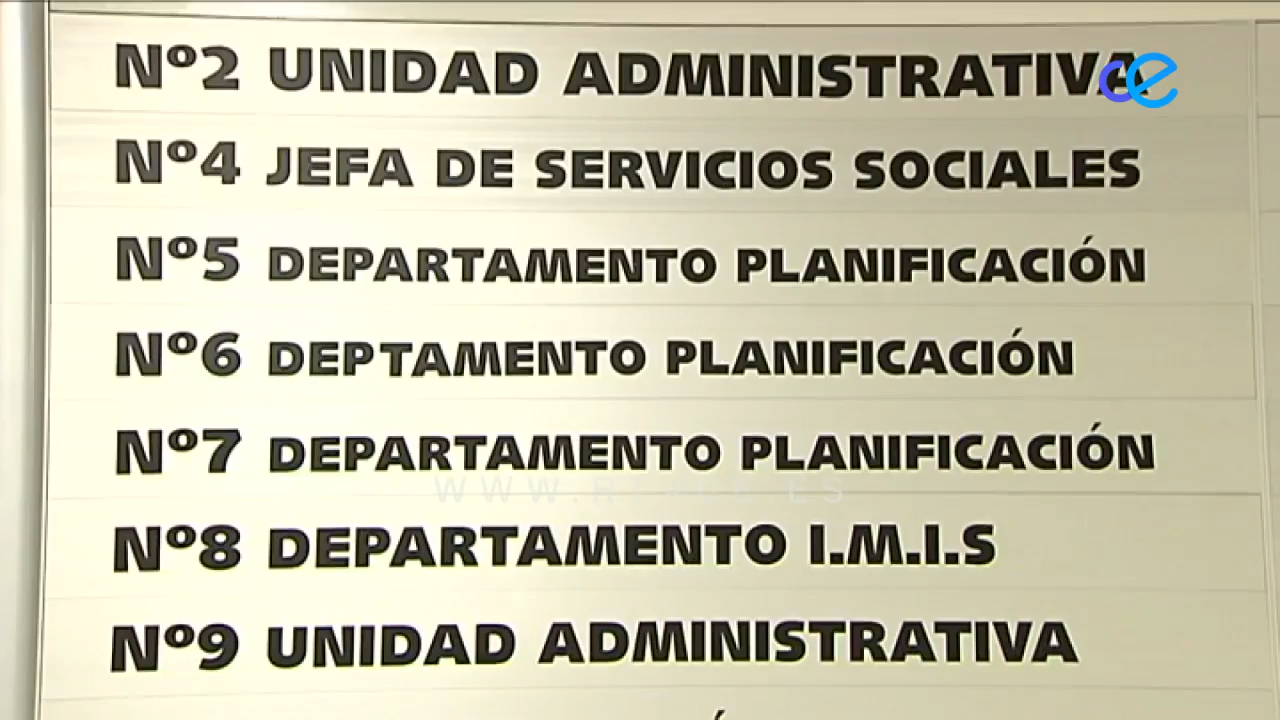 Nº2 UNIDAD ADMINISTRATIVA
Nº4 JEFA DE SERVICIOS SOCIALES
Nº5 DEPARTAMENTO PLANIFICACIÓN
Nº6 DEPTAMENTO PLANIFICACIÓN
Nº7 DEPARTAMENTO PLANIFICACIÓN
Nº8 DEPARTAMENTO I.M.I.S
Nº9 UNIDAD ADMINISTRATIVA